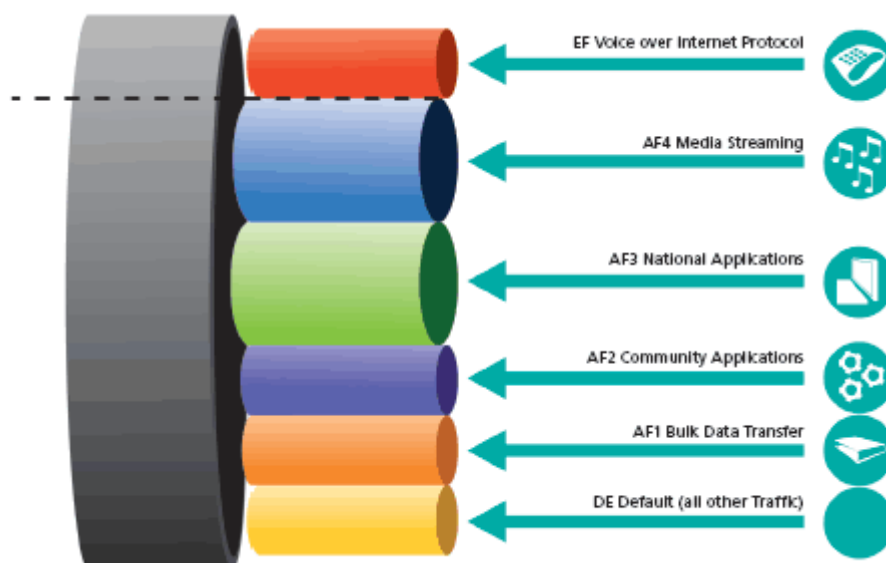 EF Voice over Internet Protocol
AF4 Media Streaming
AF3 National Applications
AF2 Community Applications
AF1 Bulk Data Transfer
DE Default (all other Traffic)